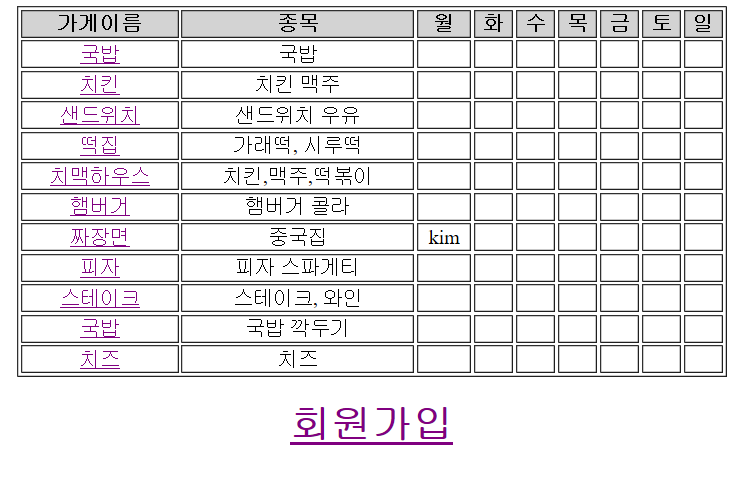 가게이름 종목 월 화 수 목 금 토 일
국밥 국밥
치킨 치킨 맥주
샌드위치 샌드위치 우유
떡집 가래떡, 시루떡
치맥하우스 치킨,맥주,떡볶이
햄버거 햄버거 콜라
짜장면 중국집 kim
피자 피자 스파게티
스테이크 스테이크, 와인
국밥 국밥 깍두기
치즈 치즈
회원가입